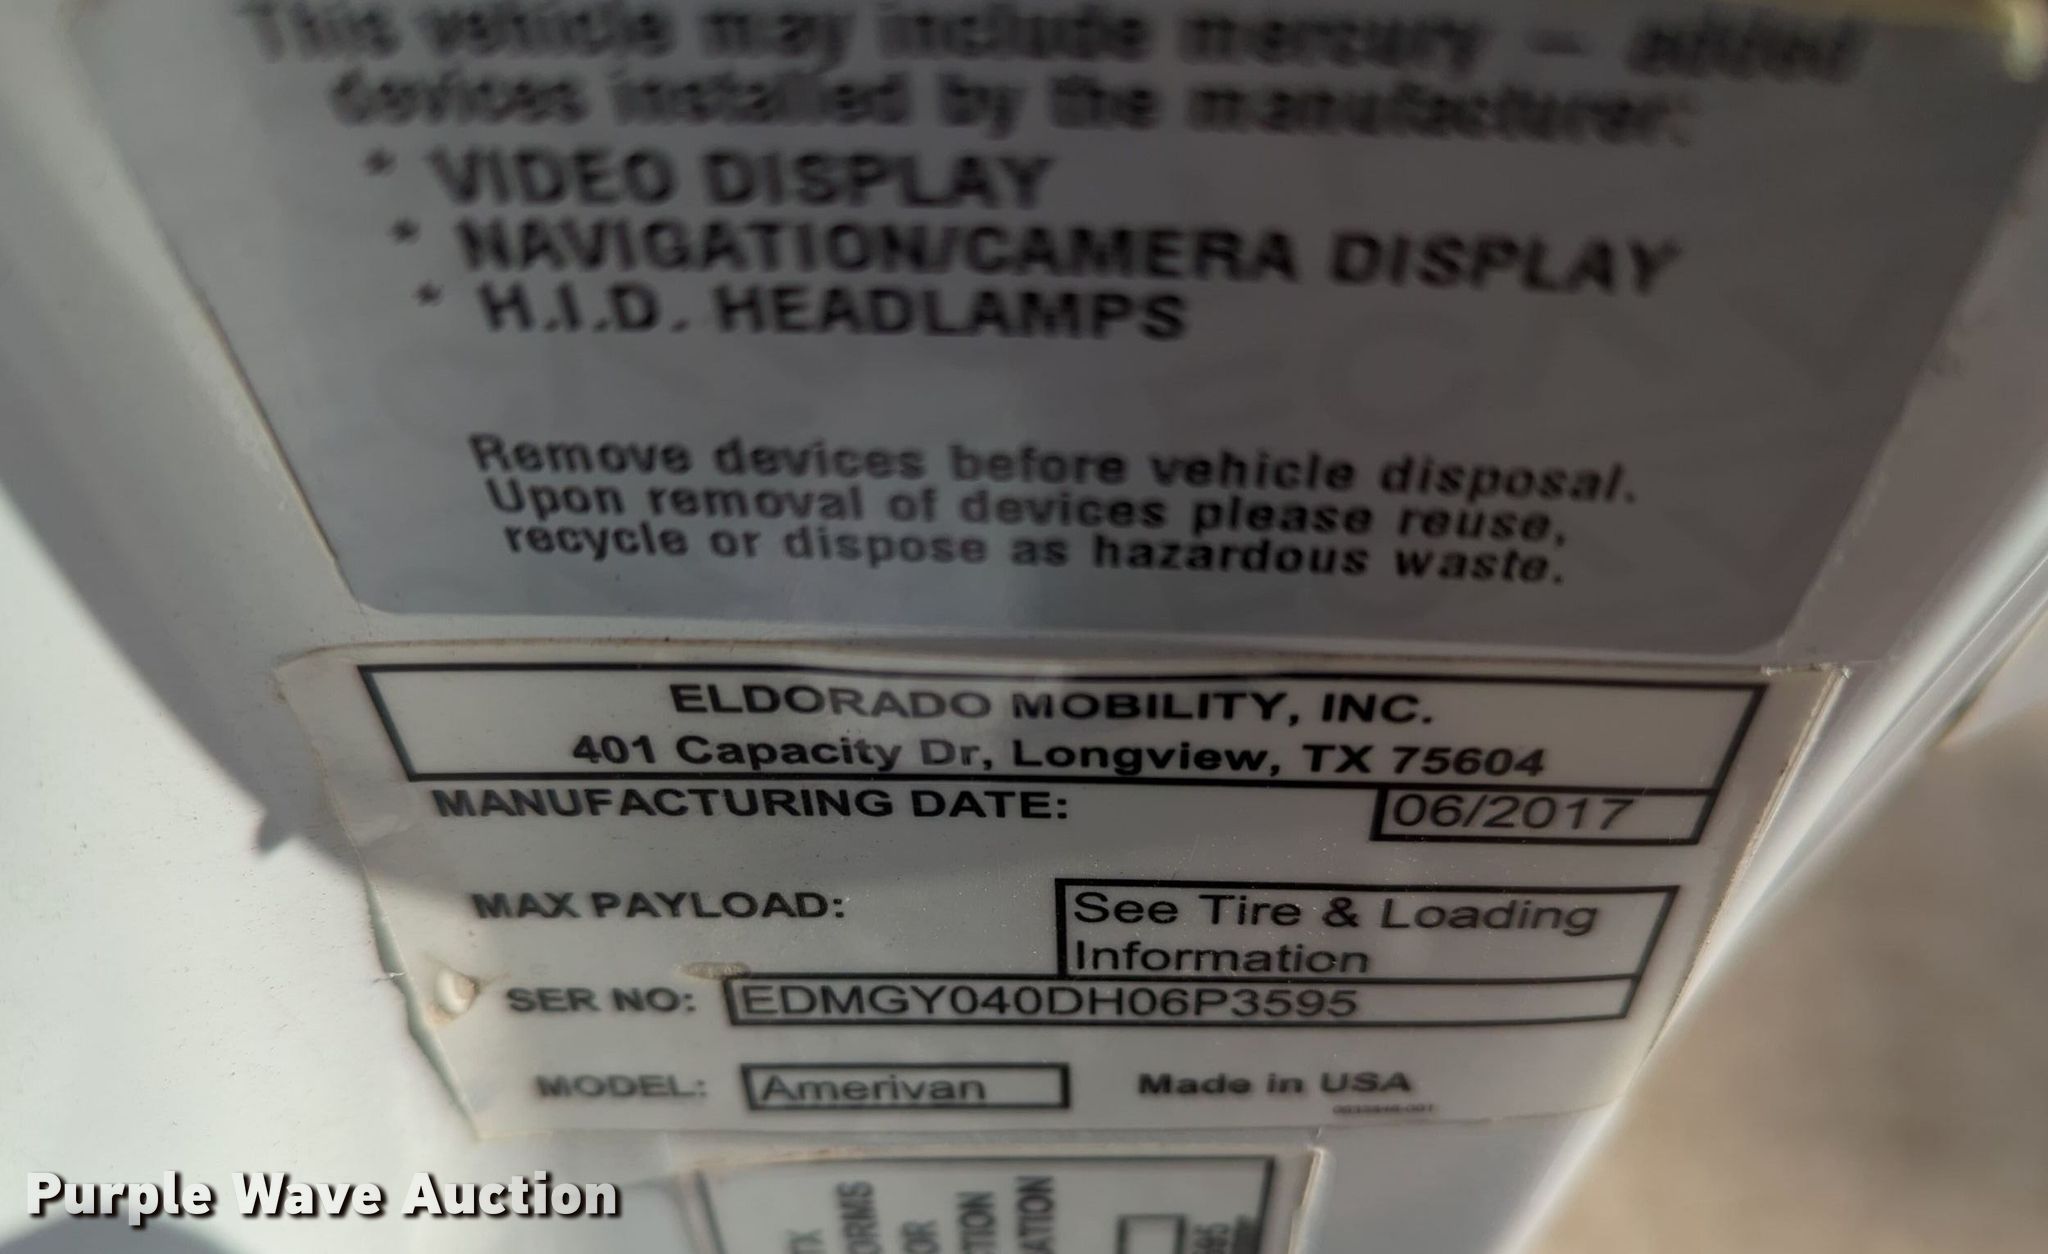 This vehicle may include mercury – added
devices installed by the manufacturer:
* VIDEO DISPLAY
* NAVIGATION/CAMERA DISPLAY
* H.I.D. HEADLAMPS
Remove devices before vehicle disposal.
Upon removal of devices please reuse,
recycle or dispose as hazardous waste.
ELDORADO MOBILITY, INC.
401 Capacity Dr, Longview, TX 75604
MANUFACTURING DATE: 06/2017
MAX PAYLOAD: See Tire & Loading
Information
SER NO: EDMGY040DH06P3595
MODEL: Amerivan Made in USA
Purple Wave Auction